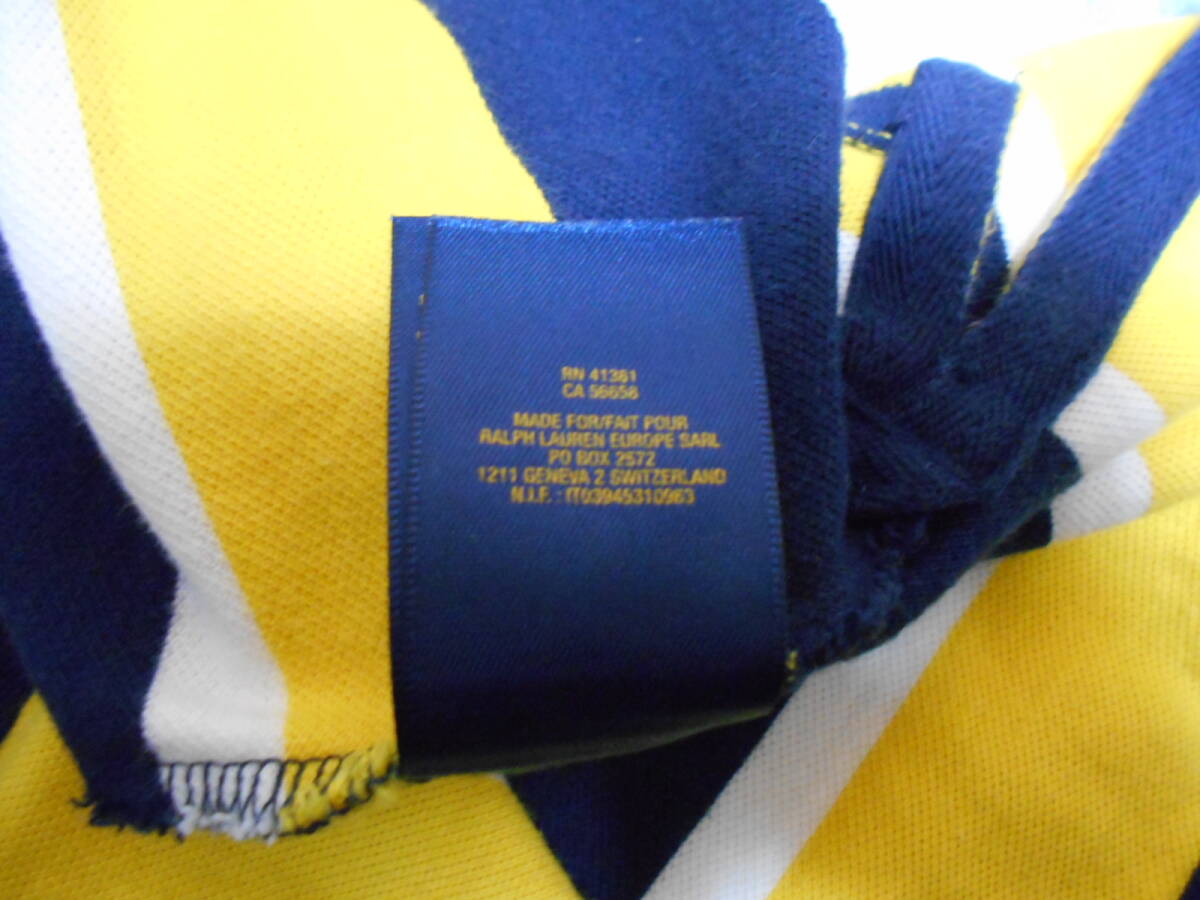 RN 41381
CA 56658
MADE FOR/FAIT POUR
RALPH LAUREN EUROPE SARL
PO BOX 2572
1211 GENEVA 2 SWITZERLAND
N.I.F. : IT03945310963